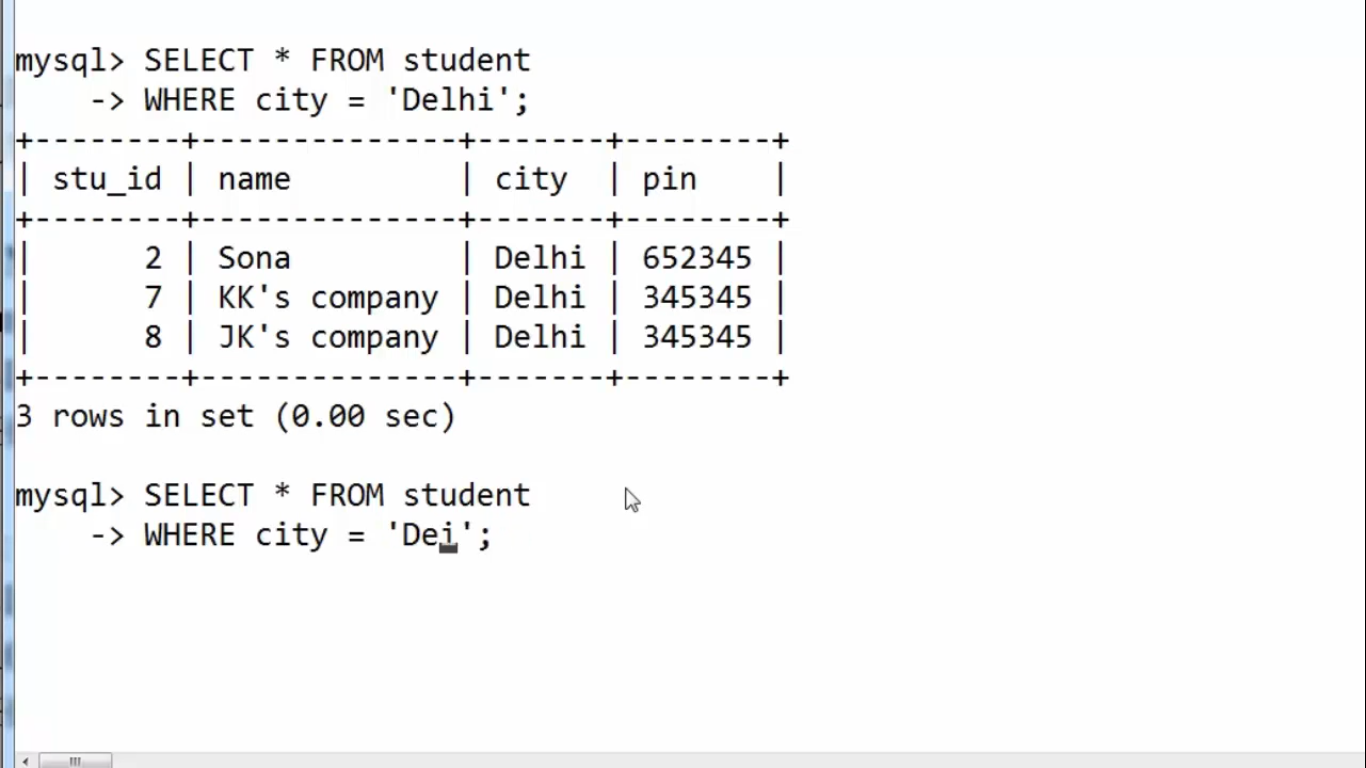 mysql> SELECT * FROM student
    -> WHERE city = 'Delhi';
+--------+--------------+-------+--------+
| stu_id | name         | city  | pin    |
+--------+--------------+-------+--------+
|      2 | Sona         | Delhi | 652345 |
|      7 | KK's company | Delhi | 345345 |
|      8 | JK's company | Delhi | 345345 |
+--------+--------------+-------+--------+
3 rows in set (0.00 sec)
mysql> SELECT * FROM student
    -> WHERE city = 'Dei';